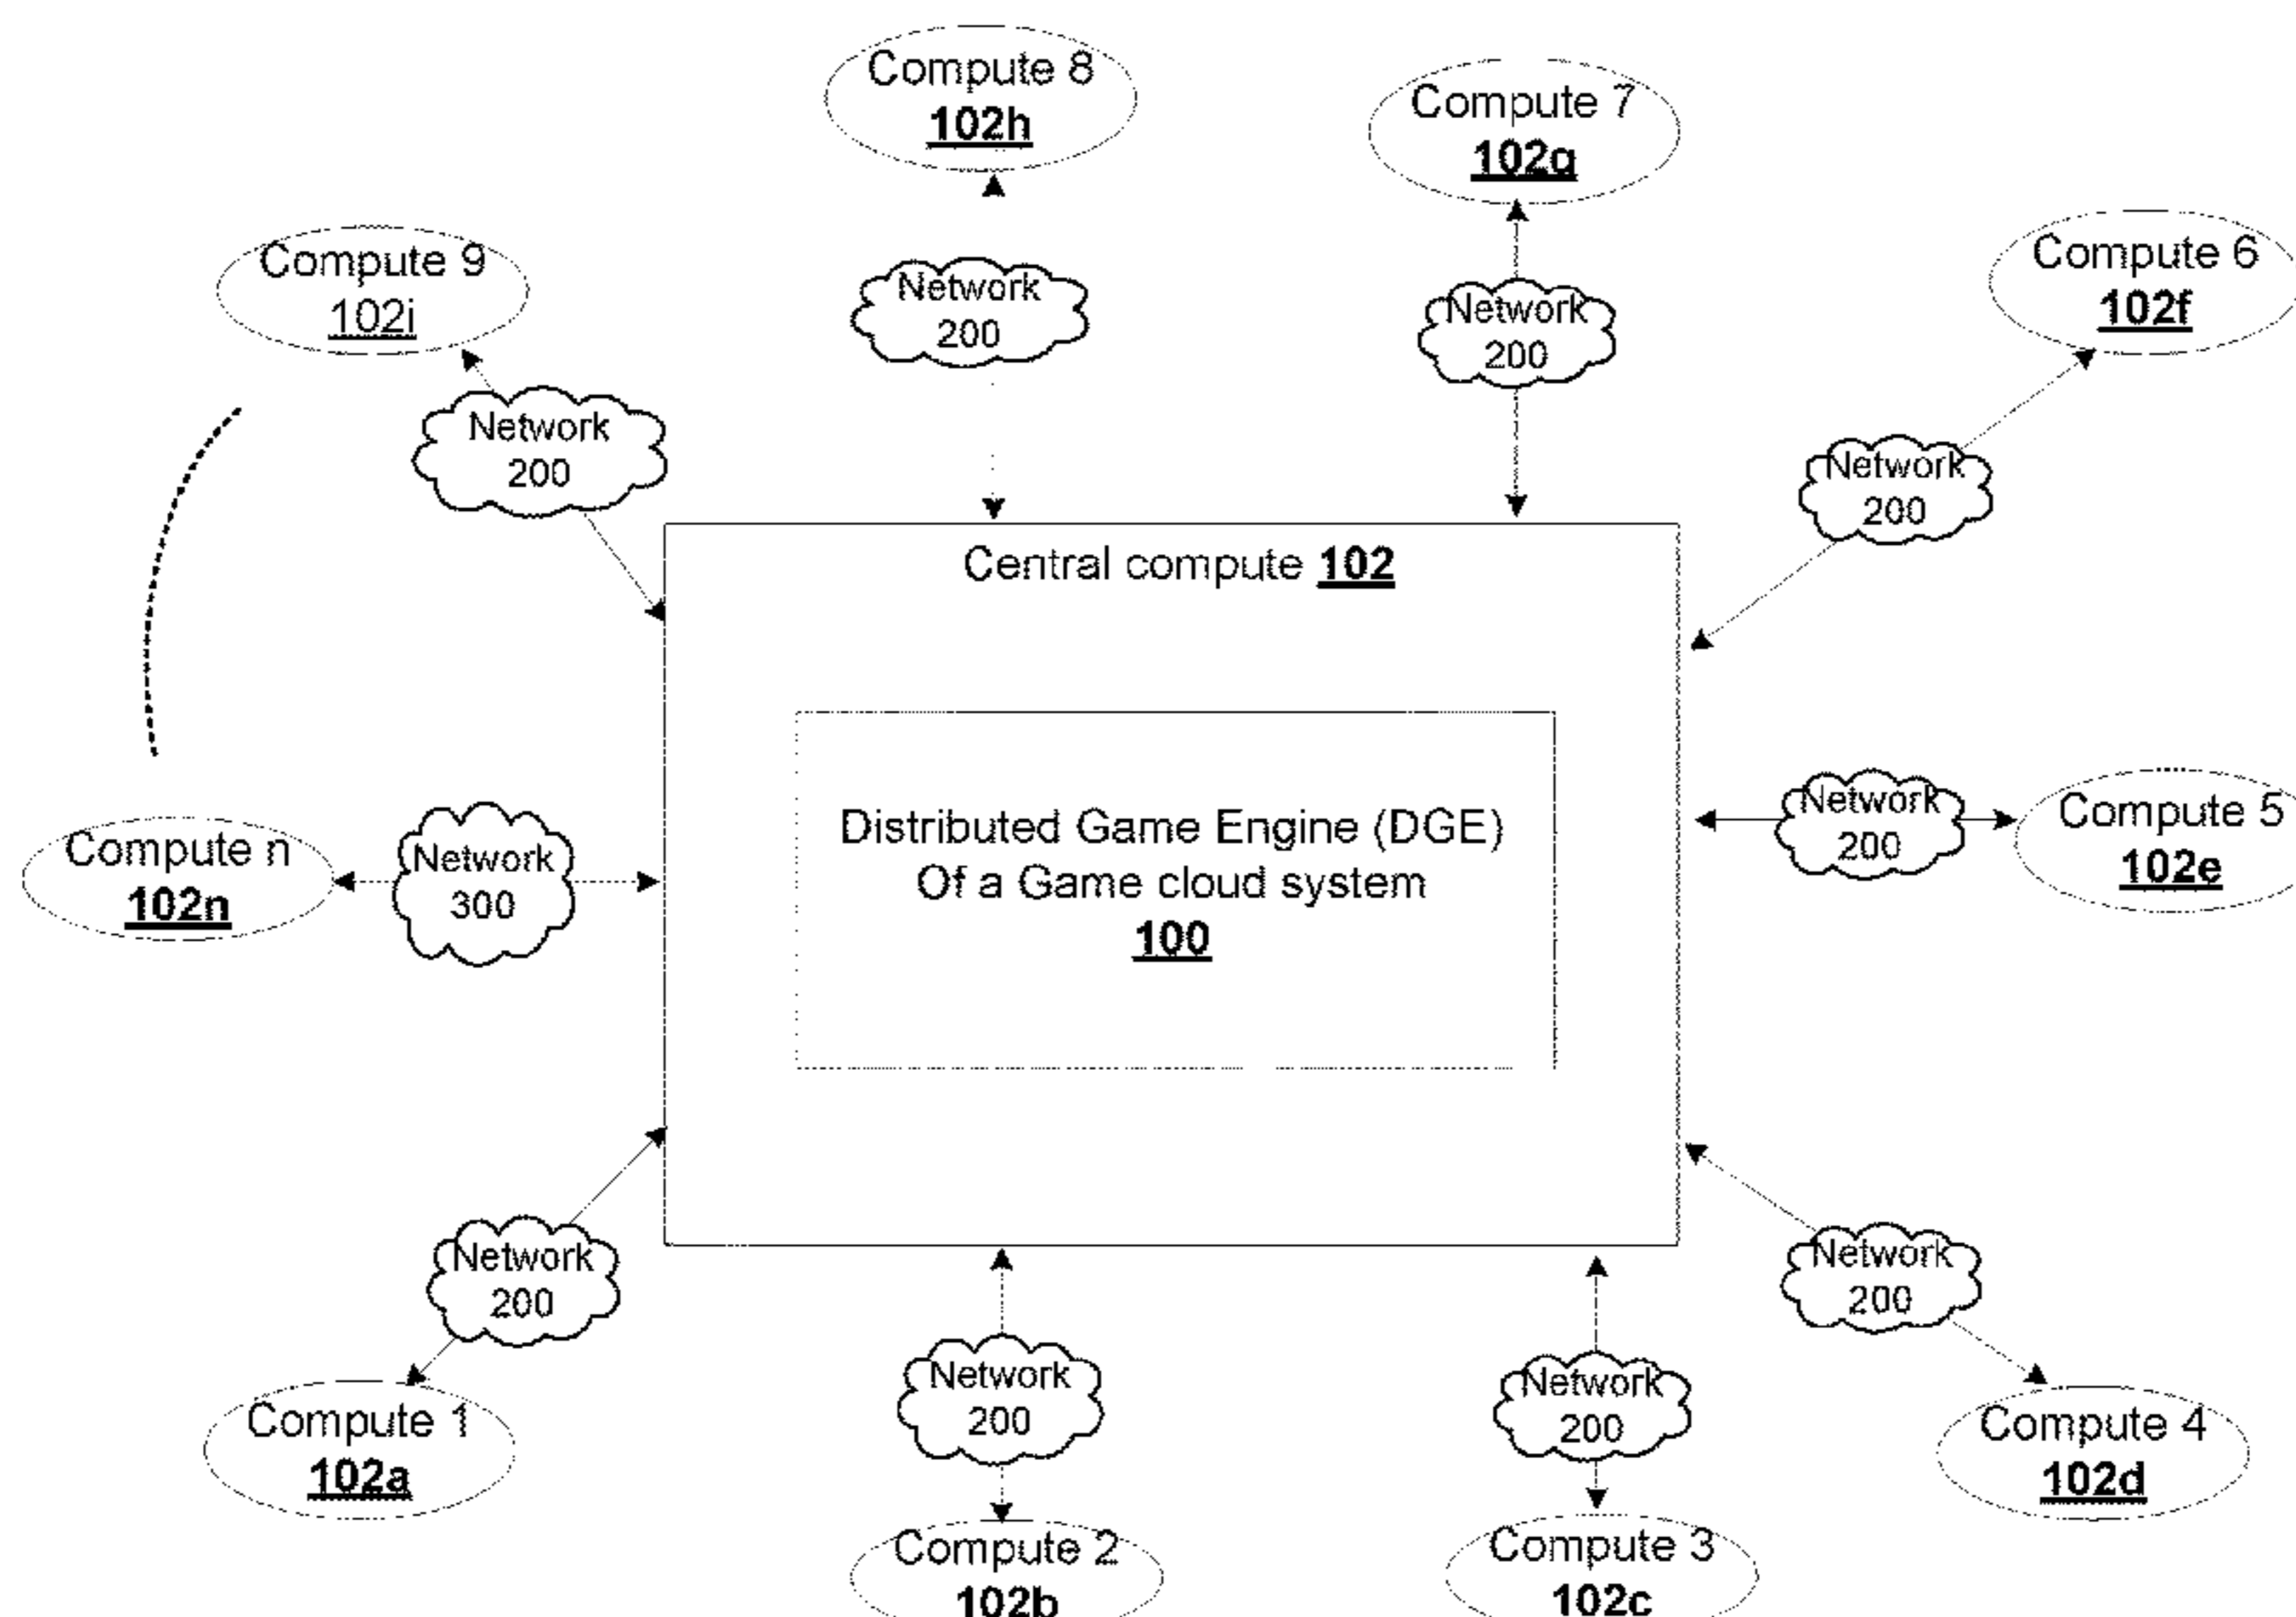 Compute 8
102h
Compute 7
102g
Compute 9
102i
Network
200
Network
200
Compute 6
102f
Network
200
Network
200
Central compute 102
Distributed Game Engine (DGE)
Of a Game cloud system
100
Network
200
Compute 5
102e
Compute n
102n
Network
300
Network
200
Network
200
Network
200
Network
200
Compute 1
102a
Compute 4
102d
Compute 2
102b
Compute 3
102c